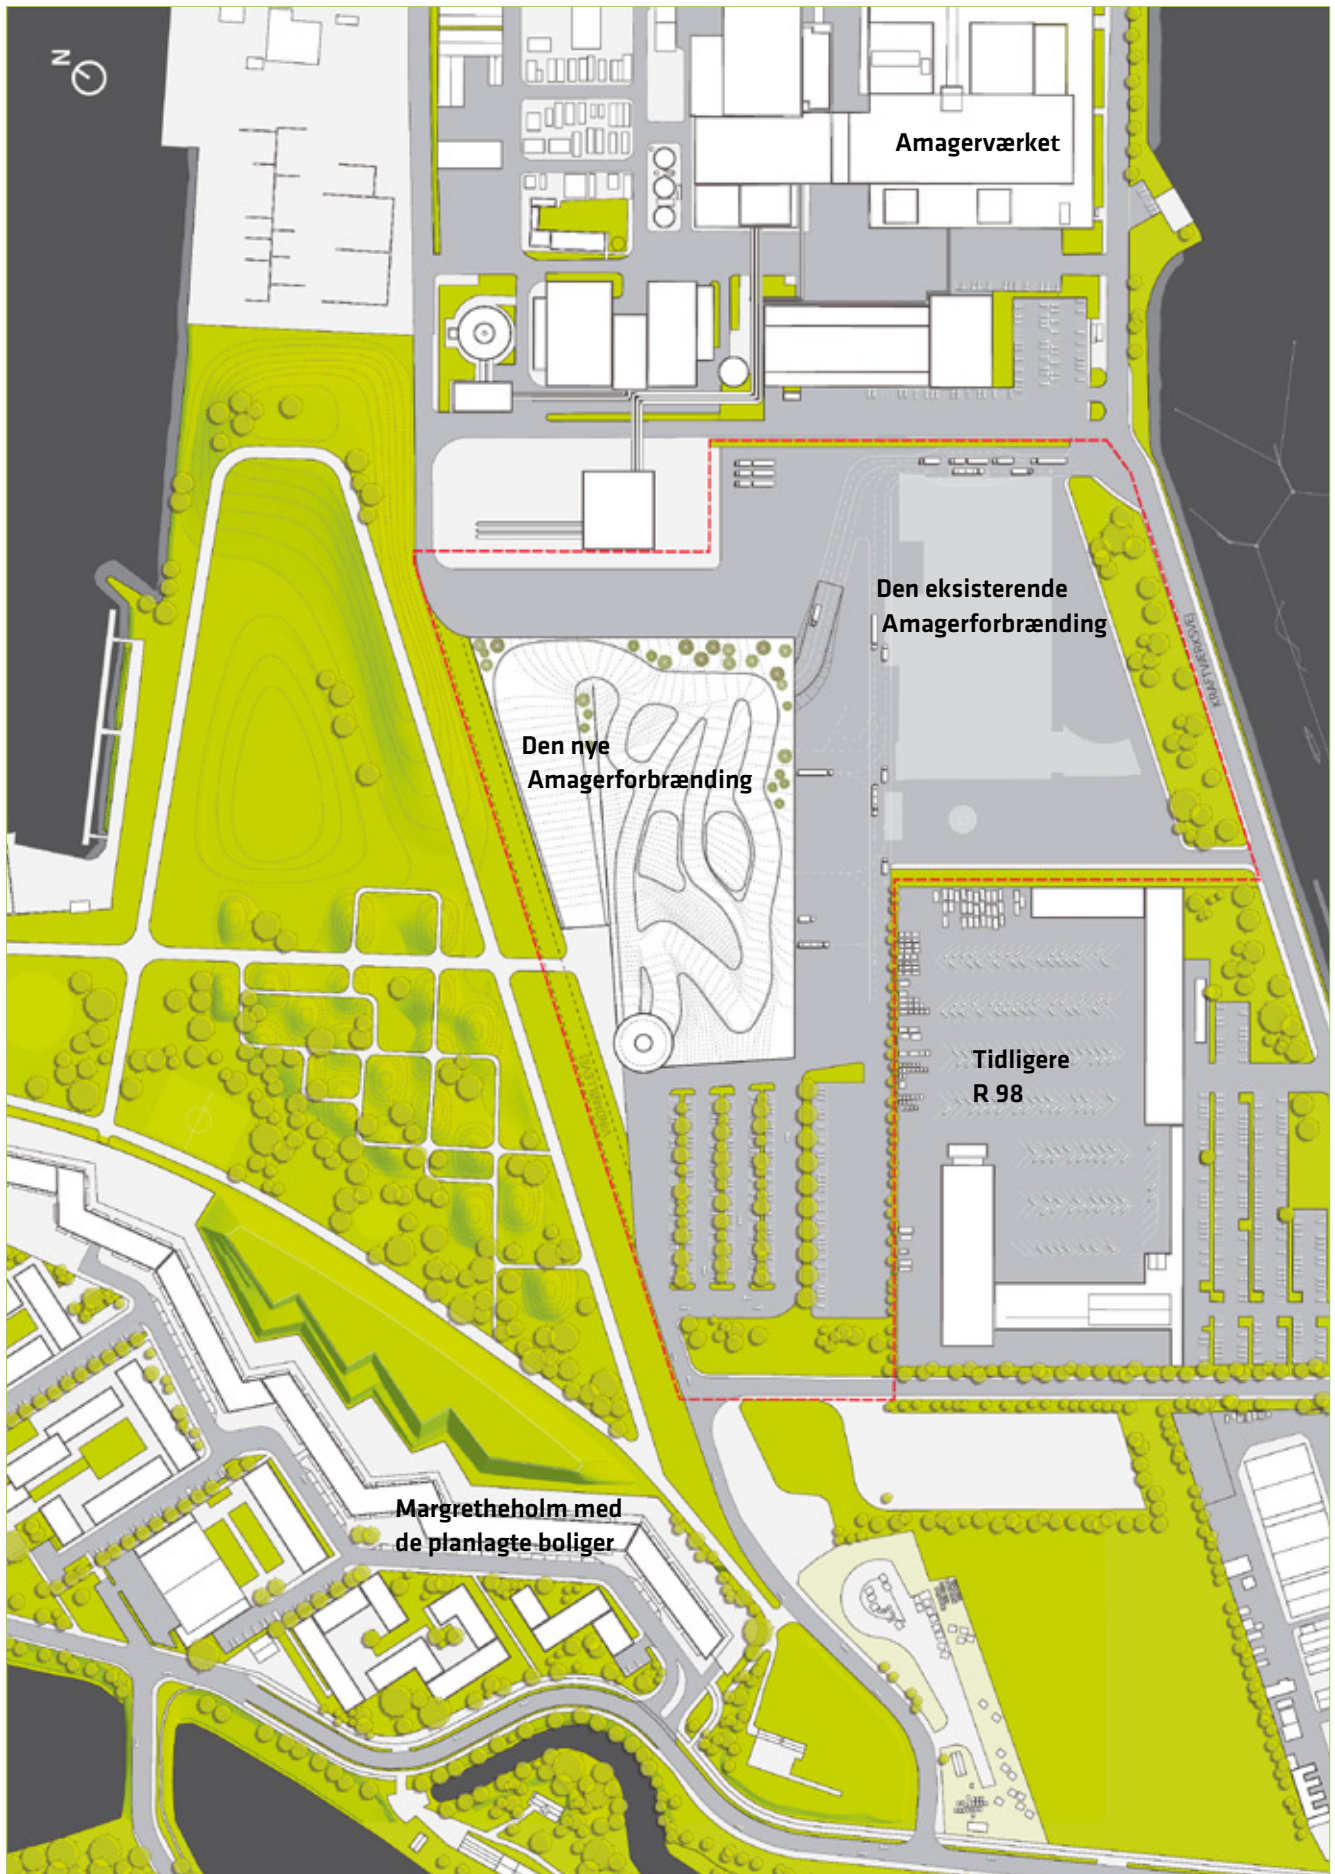 N
Amagerværket
Den eksisterende
Amagerforbrænding
KRAFTVÆRKSVEJ
Den nye
Amagerforbrænding
Tidligere
R 98
Margretheholm med
de planlagte boliger